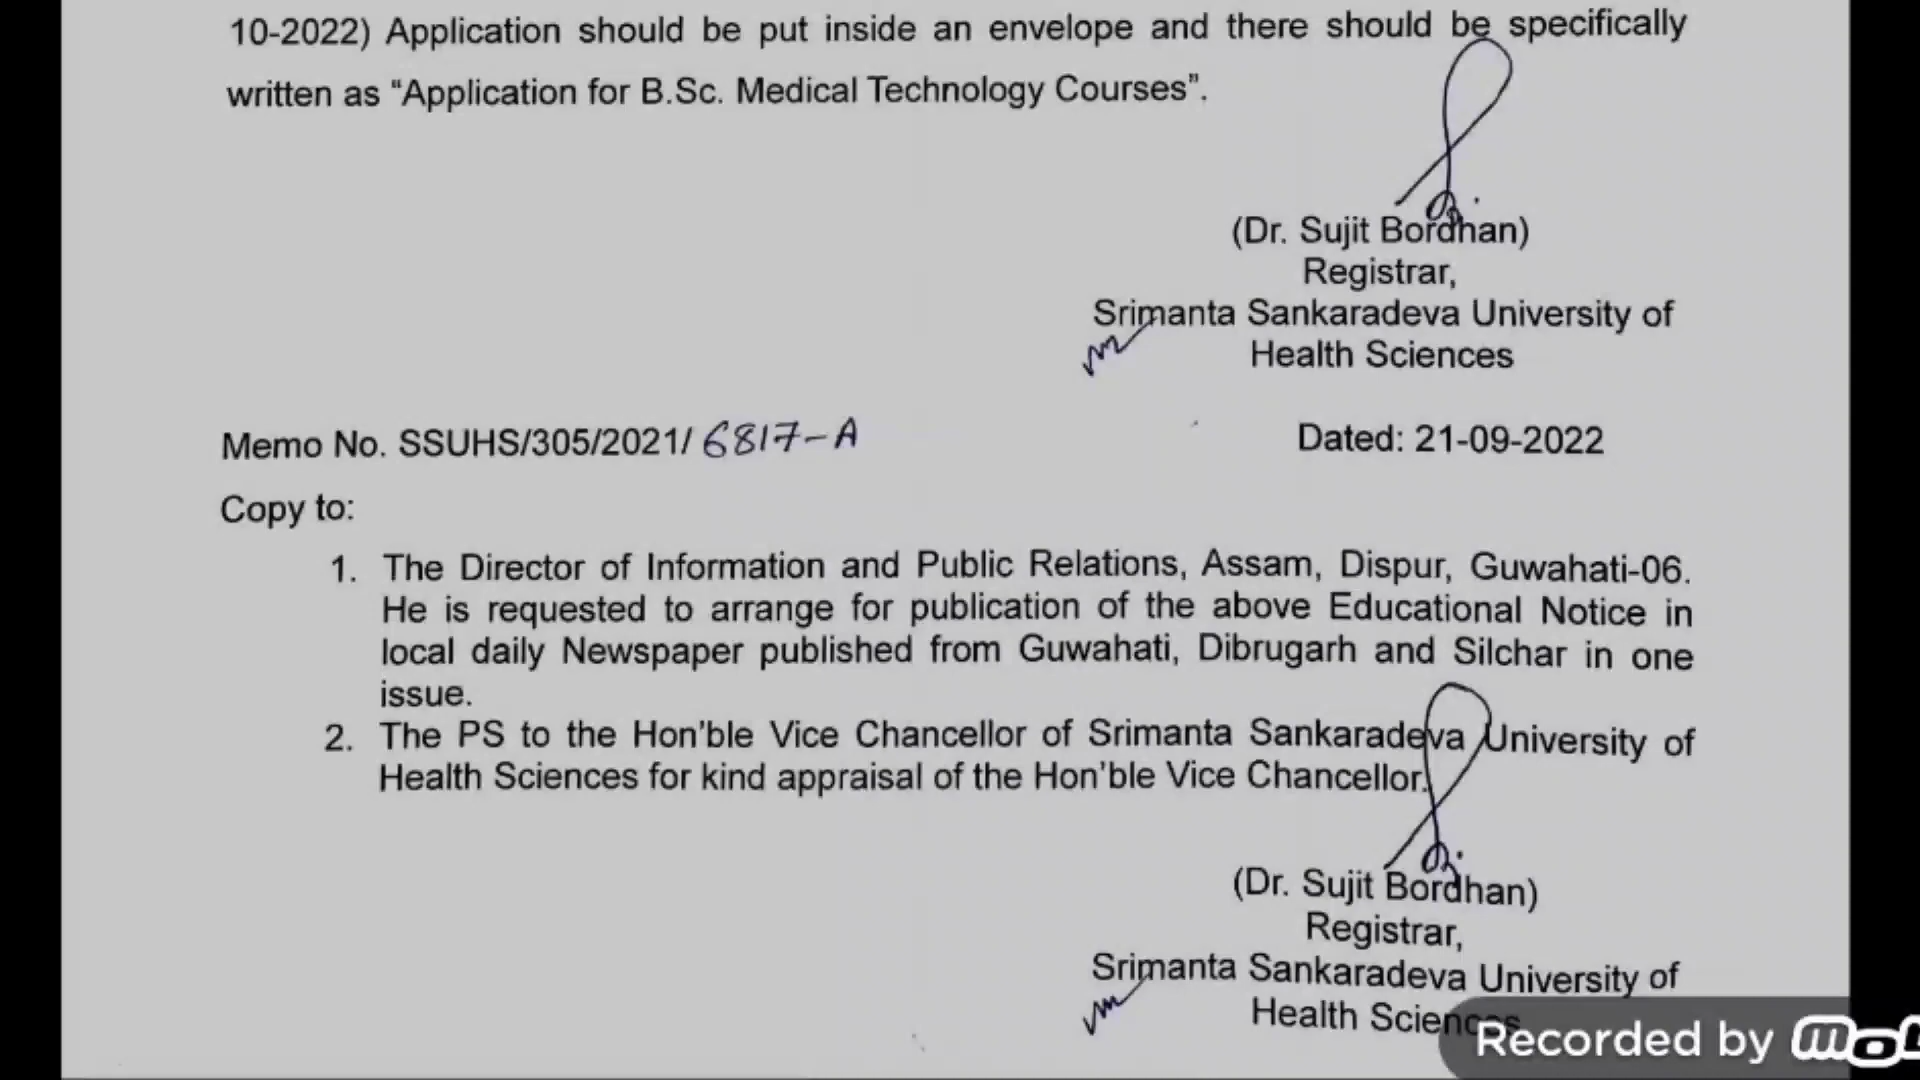 10-2022) Application should be put inside an envelope and there should be specifically
written as “Application for B.Sc. Medical Technology Courses”.
(Dr. Sujit Bordhan)
Registrar,
Srimanta Sankaradeva University of
Health Sciences
Memo No. SSUHS/305/2021/ 6817-A
Dated: 21-09-2022
Copy to:
1. The Director of Information and Public Relations, Assam, Dispur, Guwahati-06.
He is requested to arrange for publication of the above Educational Notice in
local daily Newspaper published from Guwahati, Dibrugarh and Silchar in one
issue.
2. The PS to the Hon’ble Vice Chancellor of Srimanta Sankaradeva University of
Health Sciences for kind appraisal of the Hon’ble Vice Chancellor.
(Dr. Sujit Bordhan)
Registrar,
Srimanta Sankaradeva University of
Health Sciences
Recorded by